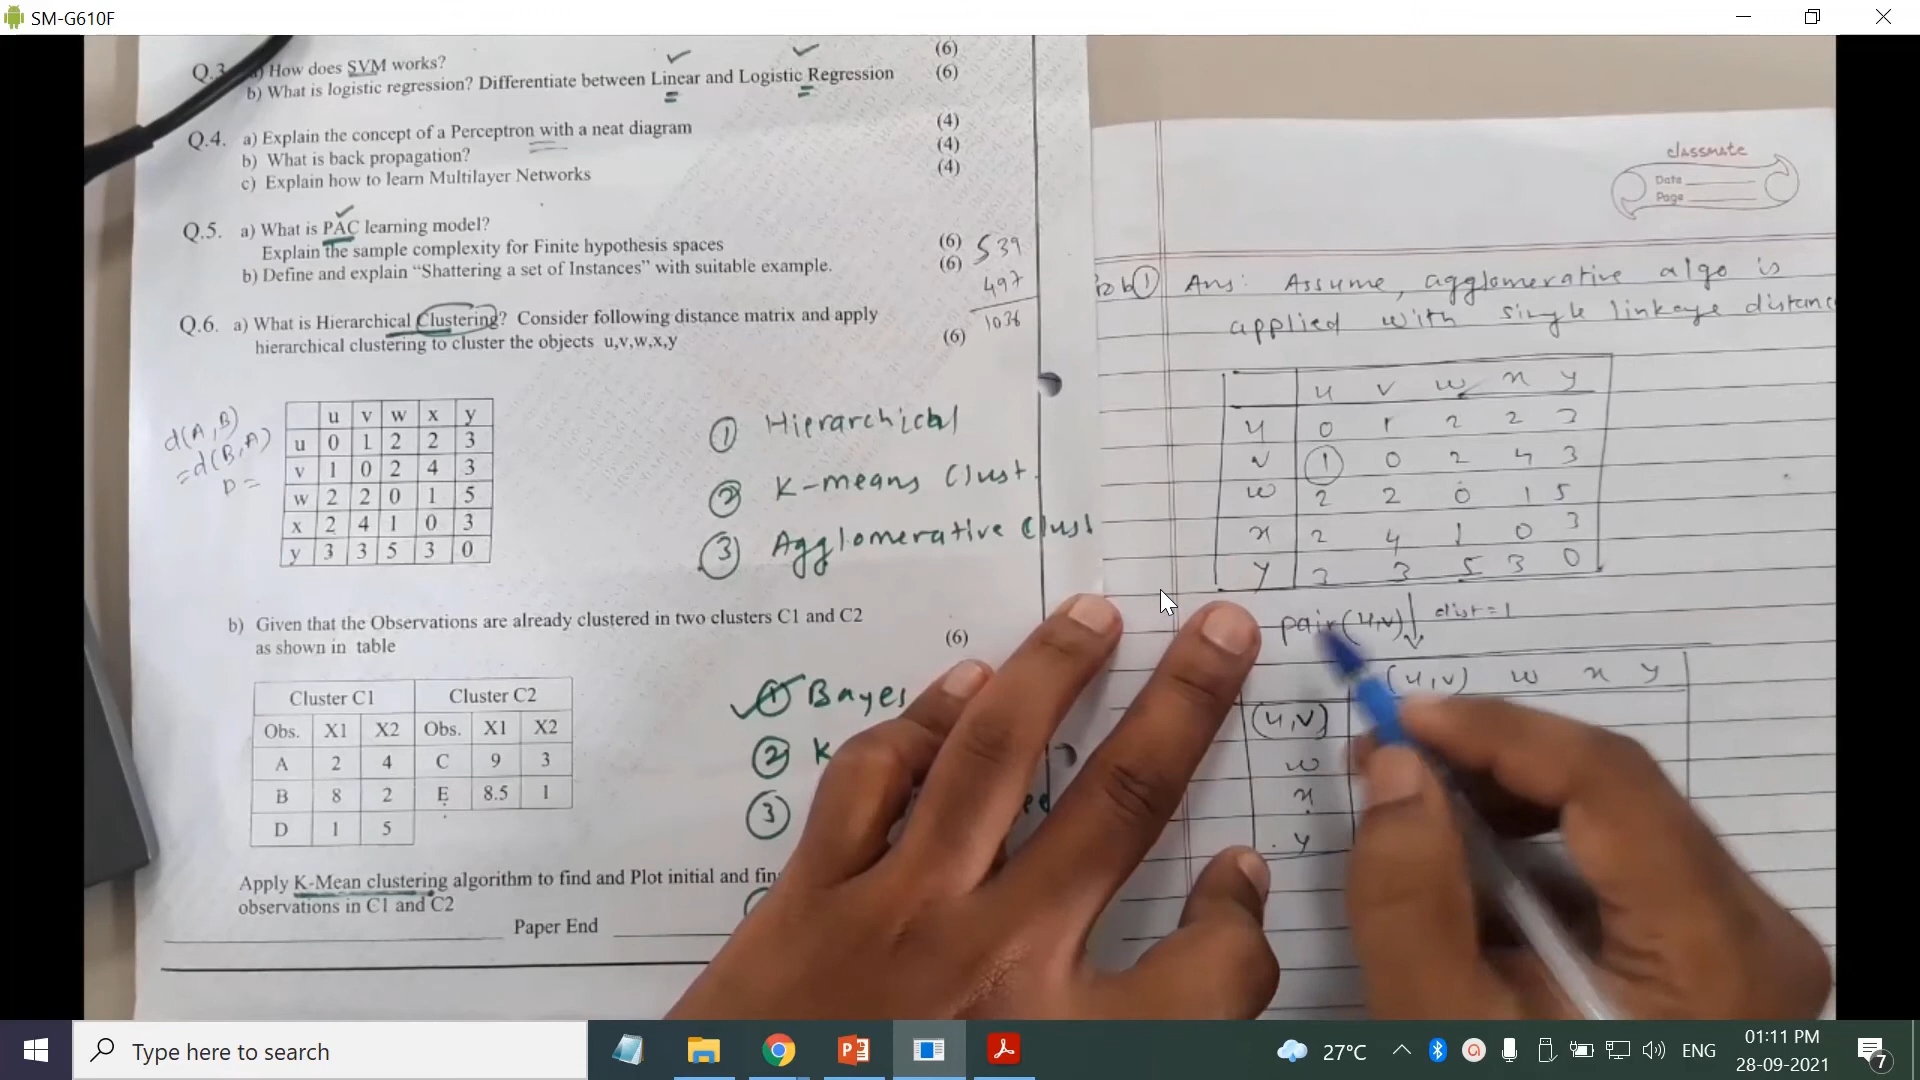 SM-G610F
Q.3 a) How does SVM works? (6)
b) What is logistic regression? Differentiate between Linear and Logistic Regression (6)
Q.4. a) Explain the concept of a Perceptron with a neat diagram (4)
b) What is back propagation? (4)
c) Explain how to learn Multilayer Networks (4)
Q.5. a) What is PAC learning model?
Explain the sample complexity for Finite hypothesis spaces (6)
b) Define and explain “Shattering a set of Instances” with suitable example. (6)
539
497
1036
Q.6. a) What is Hierarchical Clustering? Consider following distance matrix and apply
hierarchical clustering to cluster the objects u,v,w,x,y (6)
d(A,B)
=d(B,A)
D=
u v w x y
u 0 1 2 2 3
v 1 0 2 4 3
w 2 2 0 1 5
x 2 4 1 0 3
y 3 3 5 3 0
① Hierarchical
② K-means Clust.
③ Agglomerative Clust
b) Given that the Observations are already clustered in two clusters C1 and C2
as shown in table (6)
Cluster C1 Cluster C2
Obs. X1 X2 Obs. X1 X2
A 2 4 C 9 3
B 8 2 E 8.5 1
D 1 5
① Bayes
② K
③
Apply K-Mean clustering algorithm to find and Plot initial and
observations in C1 and C2
Paper End
classmate
Date
Page
① Ans: Assume, agglomerative algo is
applied with single linkage distance
u v w x y
u 0 1 2 2 3
v 1 0 2 4 3
w 2 2 0 1 5
x 2 4 1 0 3
y 3 3 5 3 0
pair(u,v) dist=1
(u,v) w x y
(u,v)
w
x
y
Type here to search
27°C
ENG
01:11 PM
28-09-2021
7